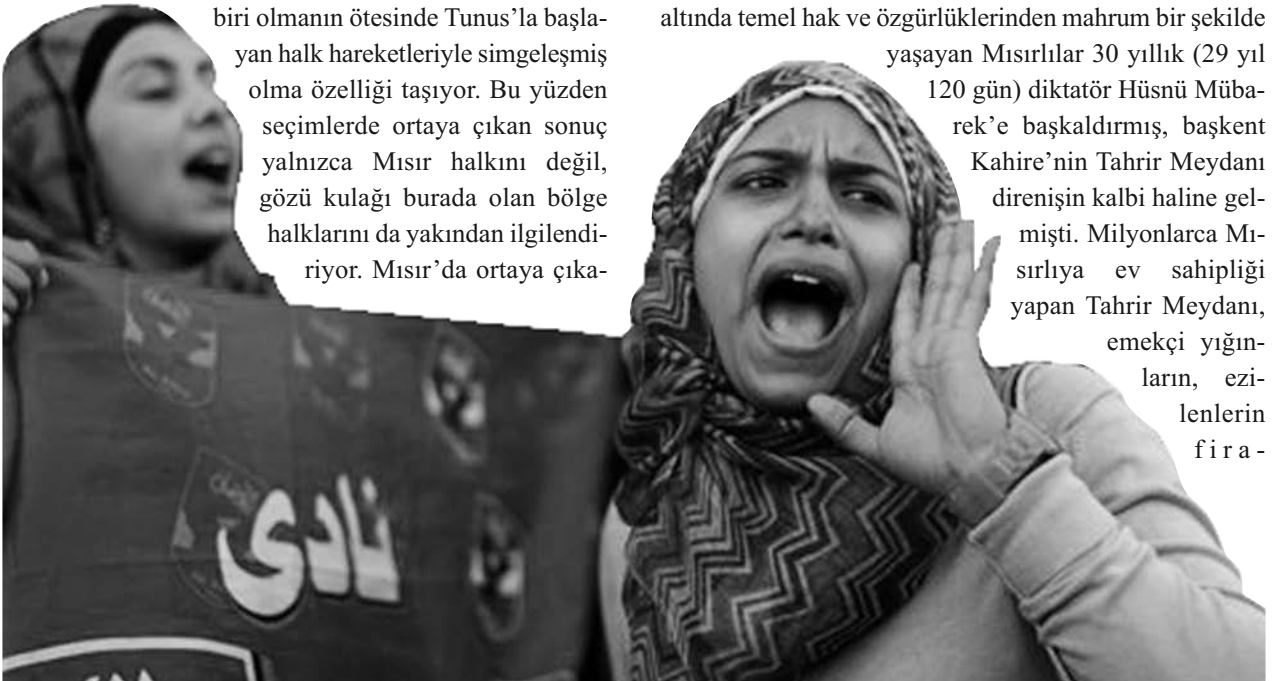 biri olmanın ötesinde Tunus’la başla-
yan halk hareketleriyle simgeleşmiş
olma özelliği taşıyor. Bu yüzden
seçimlerde ortaya çıkan sonuç
yalnızca Mısır halkını değil,
gözü kulağı burada olan bölge
halklarını da yakından ilgilendi-
riyor. Mısır’da ortaya çıka-
altında temel hak ve özgürlüklerinden mahrum bir şekilde
yaşayan Mısırlılar 30 yıllık (29 yıl
120 gün) diktatör Hüsnü Müba-
rek’e başkaldırmış, başkent
Kahire’nin Tahrir Meydanı
direnişin kalbi haline gel-
mişti. Milyonlarca Mı-
sırlıya ev sahipliği
yapan Tahrir Meydanı,
emekçi yığın-
ların, ezi-
lenlerin
fira-
نادى